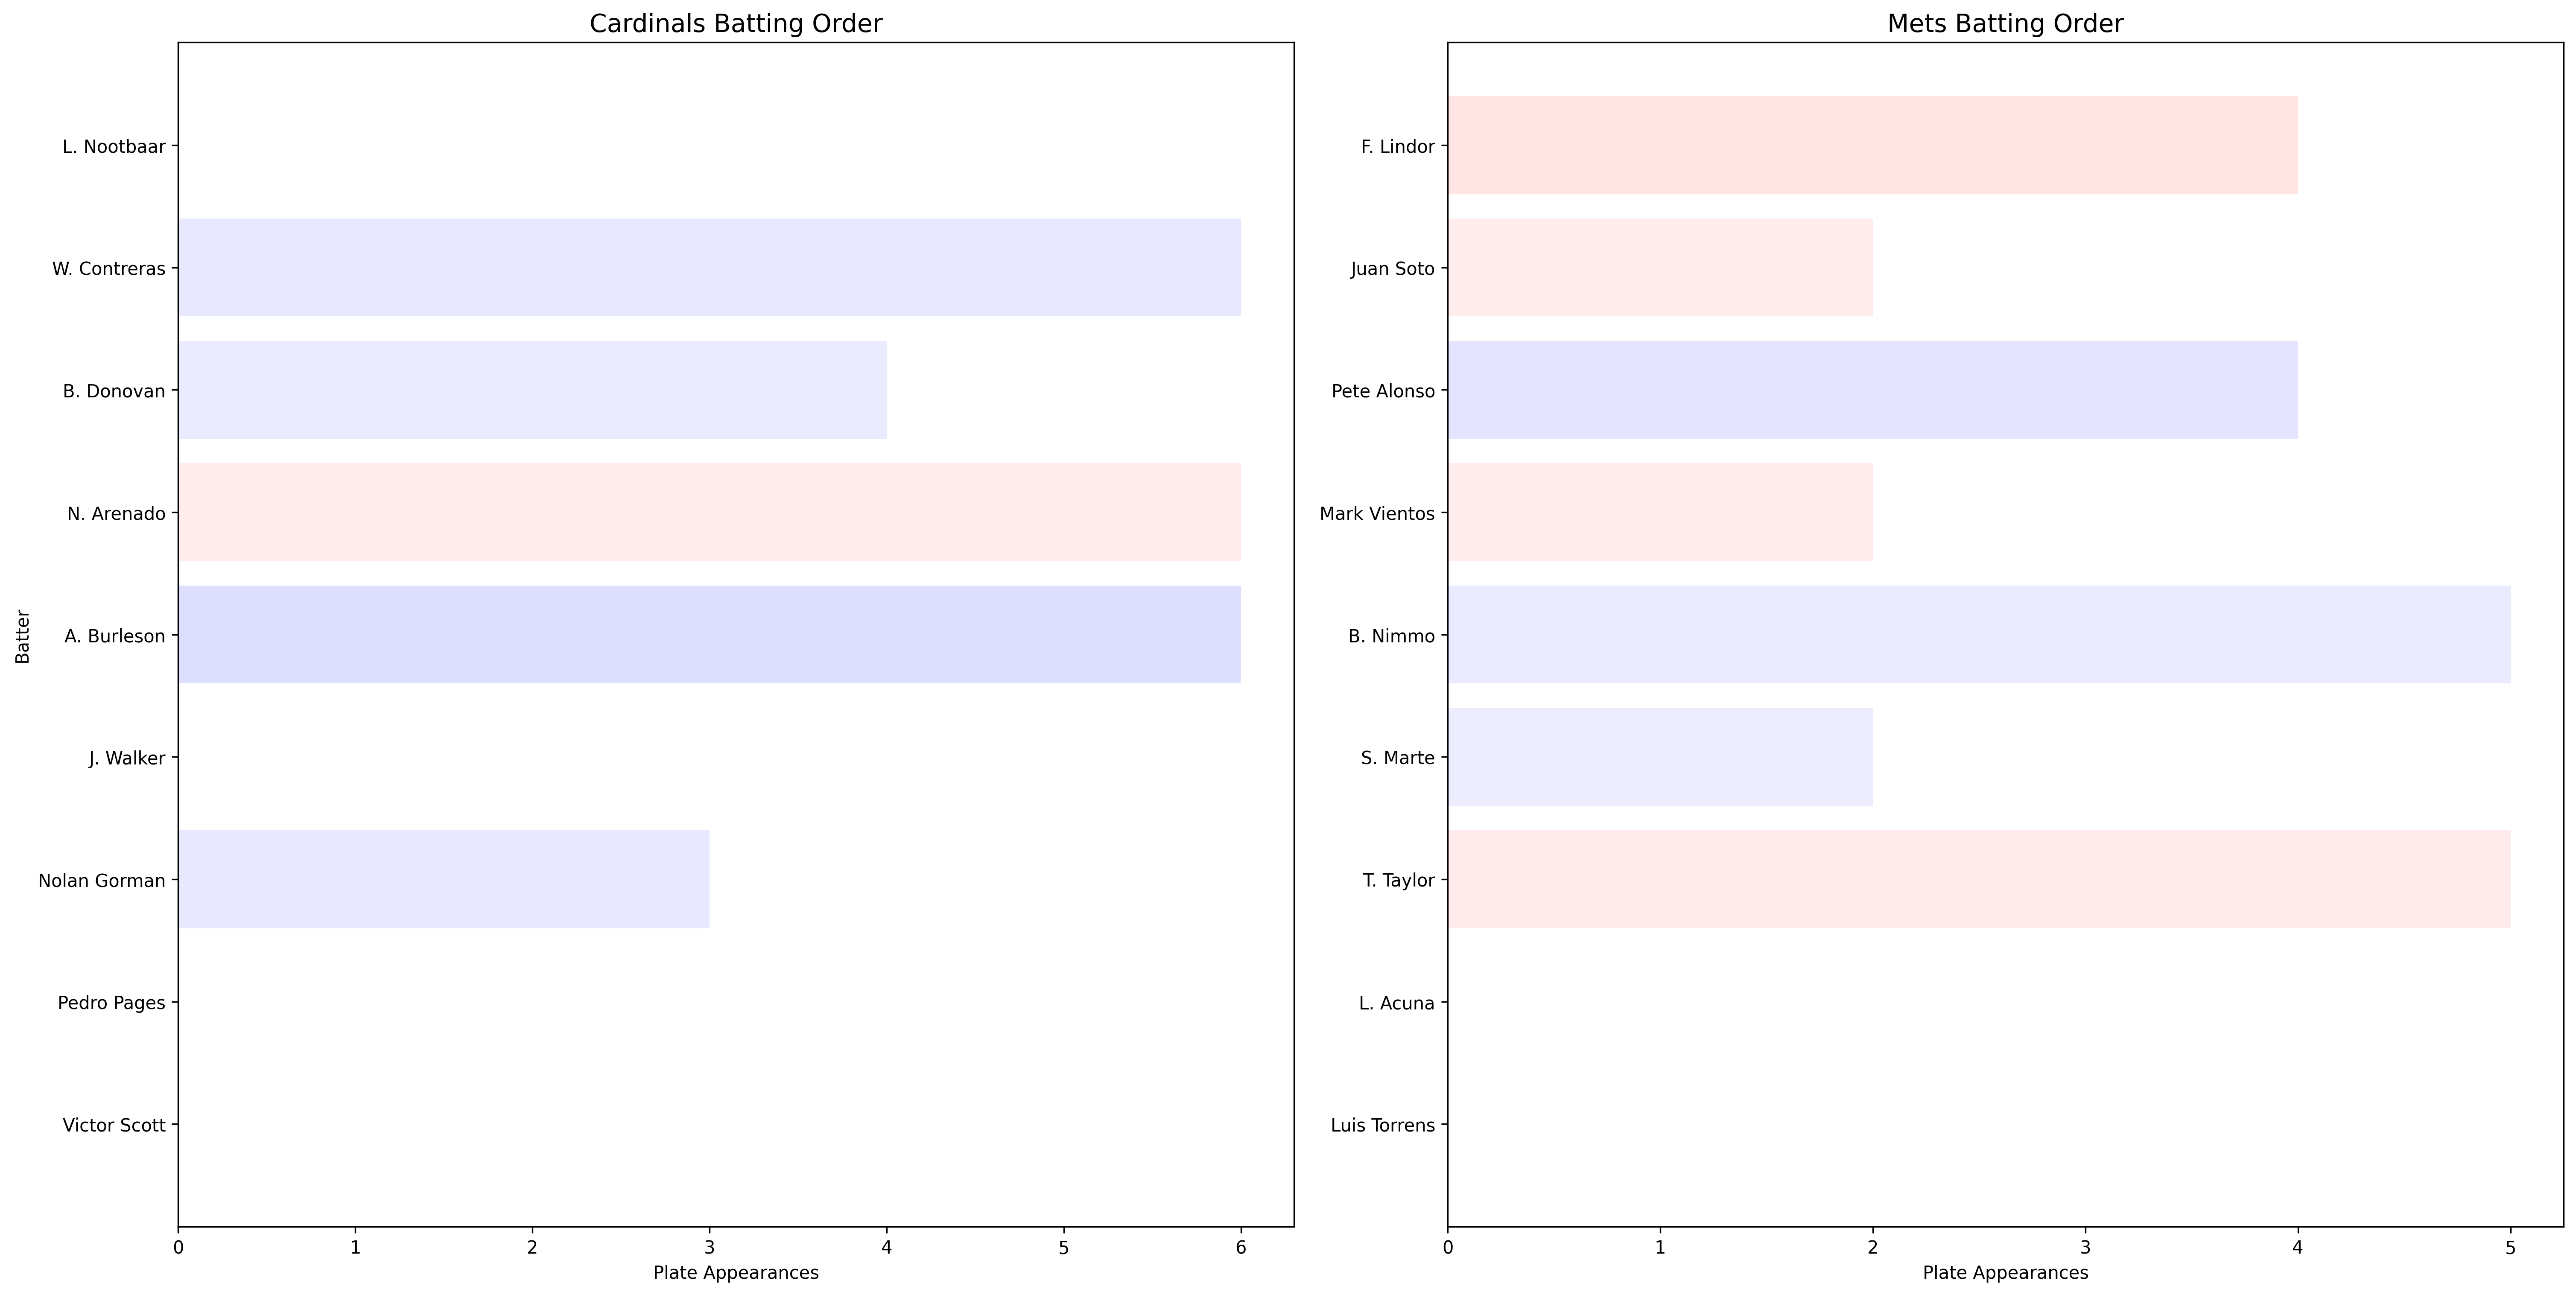 Cardinals Batting Order
Batter
L. Nootbaar
W. Contreras
B. Donovan
N. Arenado
A. Burleson
J. Walker
Nolan Gorman
Pedro Pages
Victor Scott
0 1 2 3 4 5 6
Plate Appearances
Mets Batting Order
F. Lindor
Juan Soto
Pete Alonso
Mark Vientos
B. Nimmo
S. Marte
T. Taylor
L. Acuna
Luis Torrens
0 1 2 3 4 5
Plate Appearances